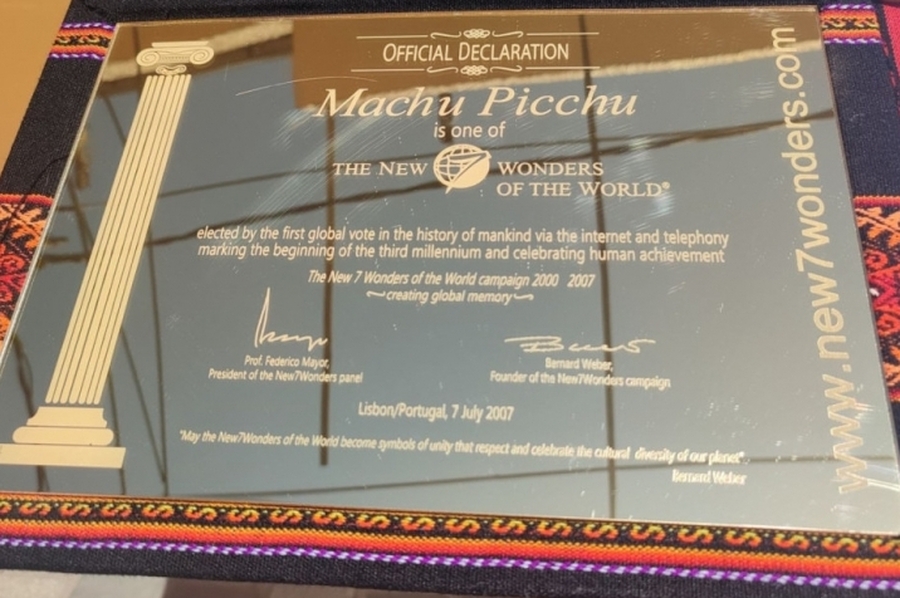 OFFICIAL DECLARATION
Machu Picchu
is one of
THE NEW 7 WONDERS
OF THE WORLD®
elected by the first global vote in the history of mankind via the internet and telephony
marking the beginning of the third millennium and celebrating human achievement
The New 7 Wonders of the World campaign 2000 2007
~creating global memory~
Prof. Federico Mayor,
President of the New7Wonders panel
Bernard Weber,
Founder of the New7Wonders campaign
Lisbon/Portugal, 7 July 2007
"May the New7Wonders of the World become symbols of unity that respect and celebrate the cultural diversity of our planet"
Bernard Weber
www.new7wonders.com